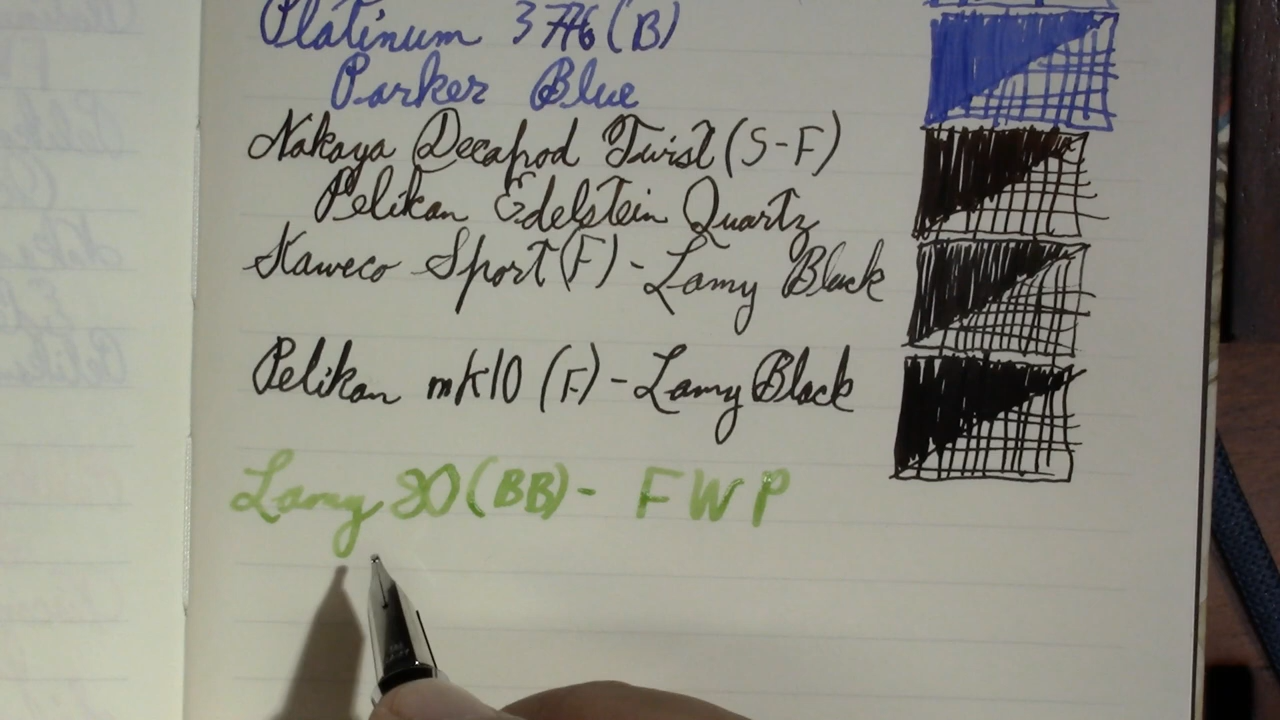 Platinum 3776 (B)
Parker Blue
Nakaya Decapod Twist (S-F)
Pelikan Edelstein Quartz
Kaweco Sport (F) - Lamy Black
Pelikan mk10 (F) - Lamy Black
Lamy 80 (BB) - FWP